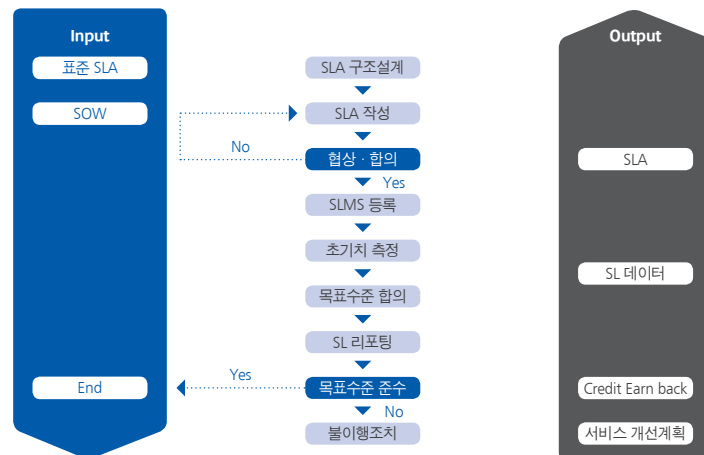 Input
Output
표준 SLA
SLA 구조설계
SOW
SLA 작성
No
협상 · 합의
SLA
Yes
SLMS 등록
초기치 측정
SL 데이터
목표수준 합의
SL 리포팅
Yes
End
목표수준 준수
Credit Earn back
No
불이행조치
서비스 개선계획